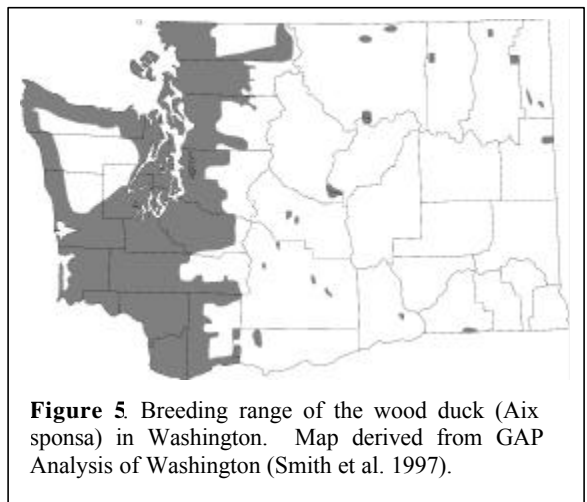 Figure 5. Breeding range of the wood duck (Aix
sponsa) in Washington. Map derived from GAP
Analysis of Washington (Smith et al. 1997).